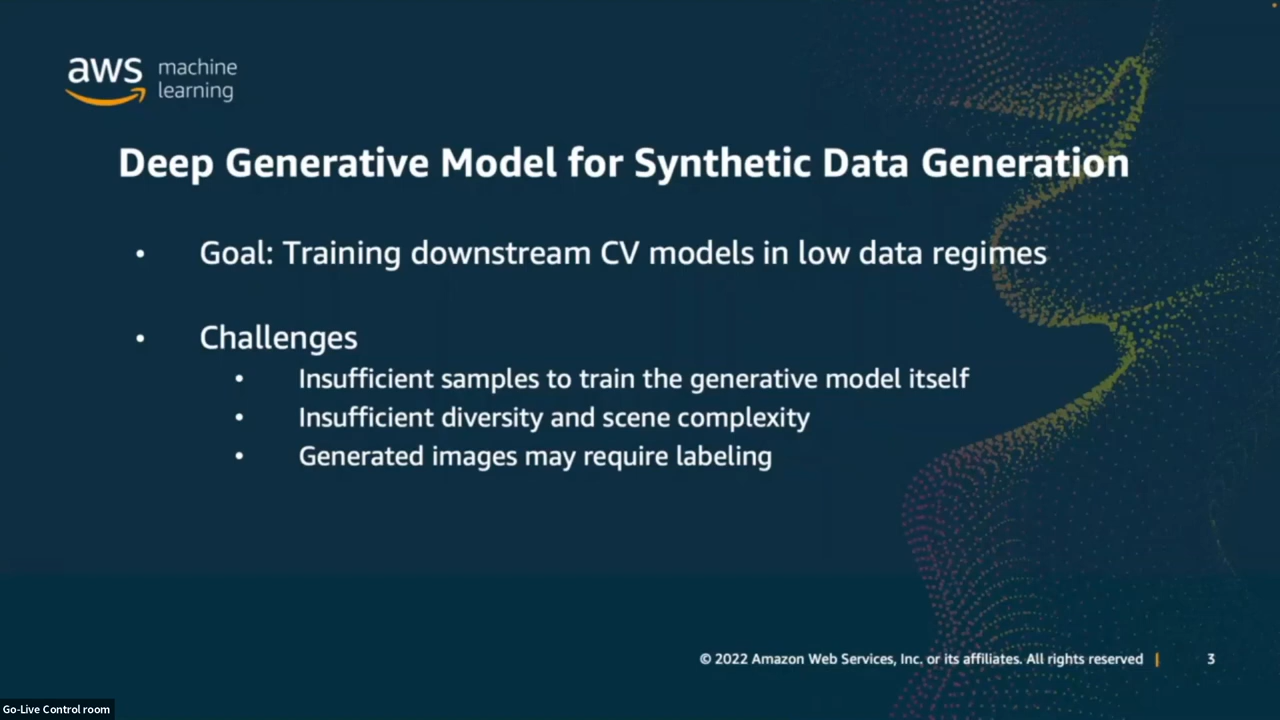 aws machine
learning
Deep Generative Model for Synthetic Data Generation
• Goal: Training downstream CV models in low data regimes
• Challenges
• Insufficient samples to train the generative model itself
• Insufficient diversity and scene complexity
• Generated images may require labeling
© 2022 Amazon Web Services, Inc. or its affiliates. All rights reserved | 3
Go-Live Control room